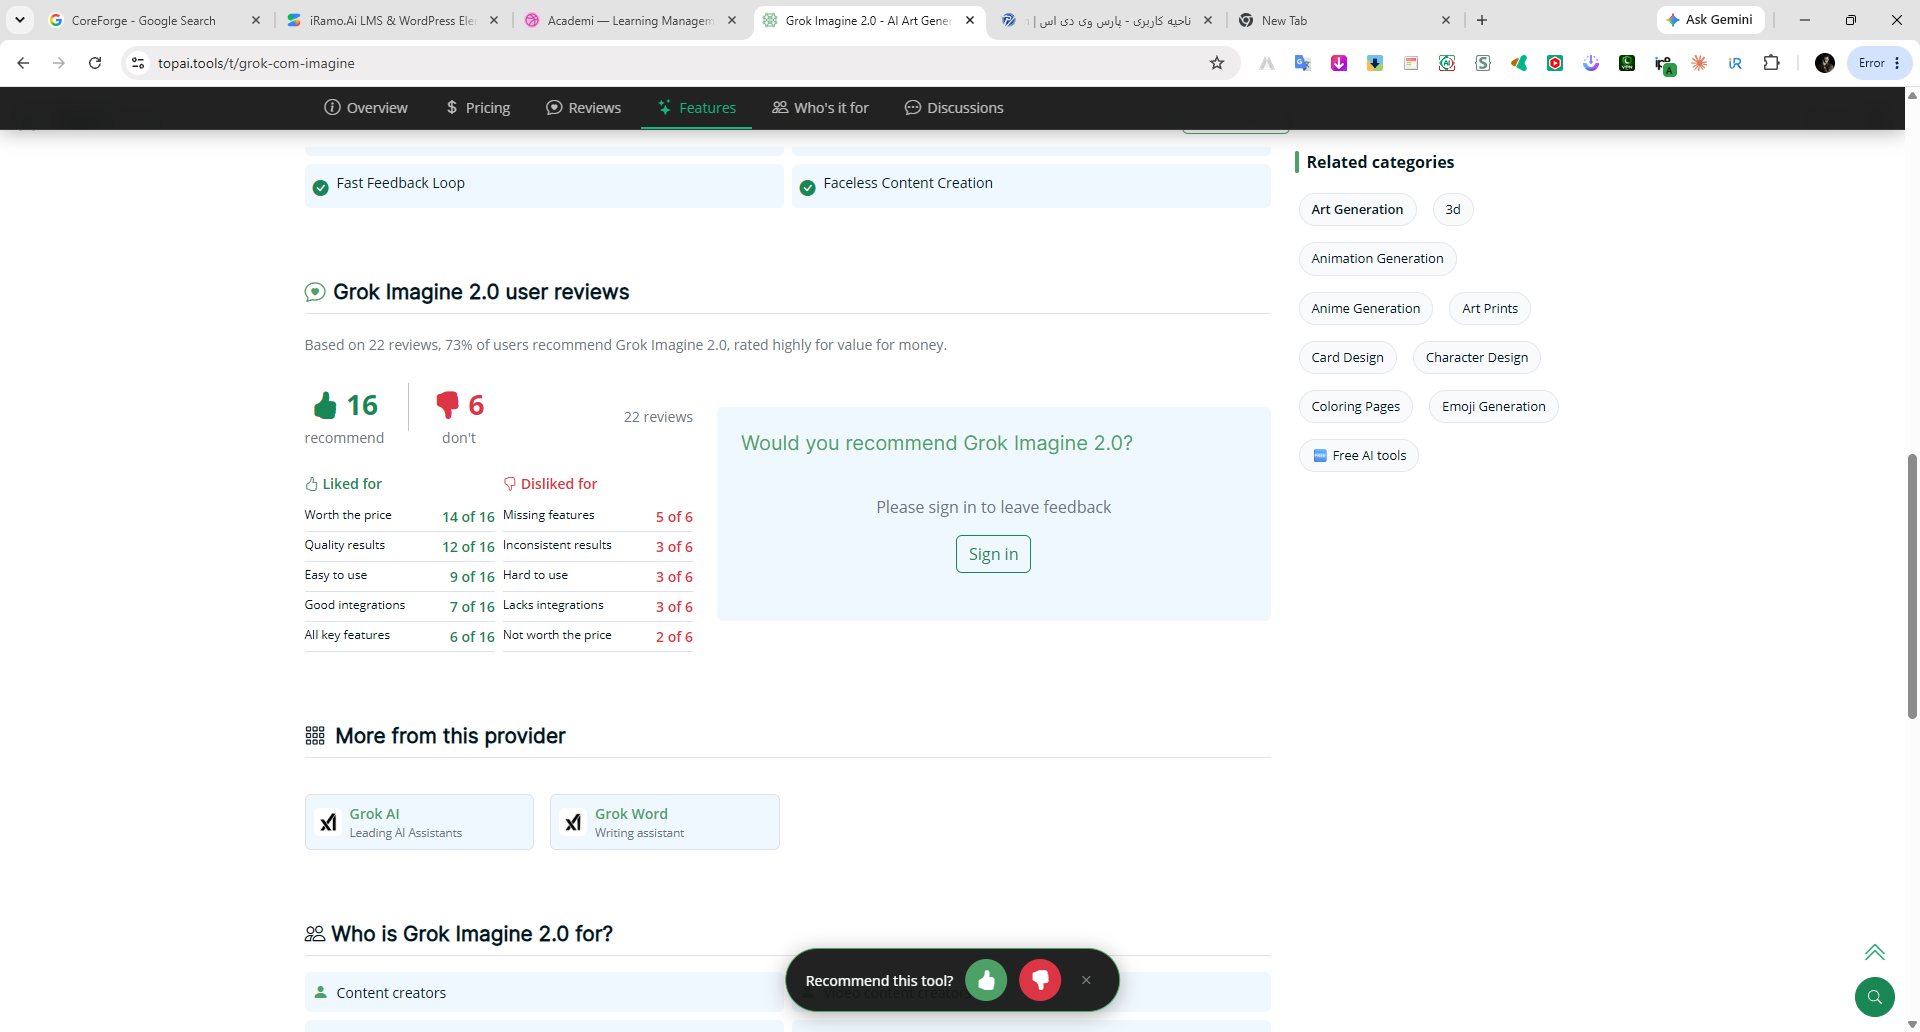 CoreForge - Google Search
iRamo.Ai LMS & WordPress Ele
Academi — Learning Managem
Grok Imagine 2.0 - AI Art Gener
ناحیه کاربری - پارس وی دی اس |
New Tab
Ask Gemini
topai.tools/t/grok-com-imagine
Error
Overview
Pricing
Reviews
Features
Who's it for
Discussions
Fast Feedback Loop
Faceless Content Creation
Related categories
Art Generation
3d
Animation Generation
Anime Generation
Art Prints
Card Design
Character Design
Coloring Pages
Emoji Generation
Free AI tools
Grok Imagine 2.0 user reviews
Based on 22 reviews, 73% of users recommend Grok Imagine 2.0, rated highly for value for money.
16
recommend
6
don't
22 reviews
Liked for
Worth the price 14 of 16
Quality results 12 of 16
Easy to use 9 of 16
Good integrations 7 of 16
All key features 6 of 16
Disliked for
Missing features 5 of 6
Inconsistent results 3 of 6
Hard to use 3 of 6
Lacks integrations 3 of 6
Not worth the price 2 of 6
Would you recommend Grok Imagine 2.0?
Please sign in to leave feedback
Sign in
More from this provider
Grok AI
Leading AI Assistants
Grok Word
Writing assistant
Who is Grok Imagine 2.0 for?
Content creators
Recommend this tool?